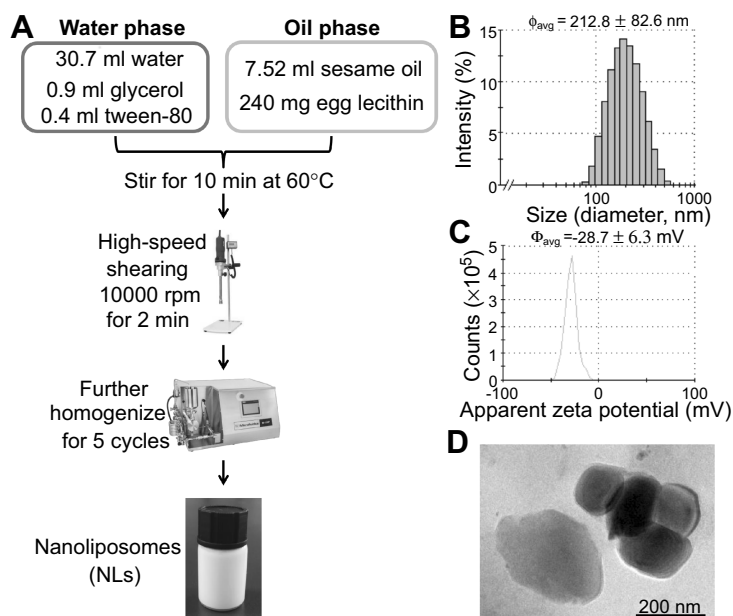 A
Water phase
Oil phase
30.7 ml water
0.9 ml glycerol
0.4 ml tween-80
7.52 ml sesame oil
240 mg egg lecithin
Stir for 10 min at 60°C
High-speed
shearing
10000 rpm
for 2 min
Further
homogenize
for 5 cycles
Nanoliposomes
(NLs)
B
ϕavg = 212.8 ± 82.6 nm
Intensity (%)
15
10
5
0
100
1000
Size (diameter, nm)
C
Φavg=-28.7 ± 6.3 mV
Counts (×10⁵)
5
4
3
2
1
0
-100
0
100
Apparent zeta potential (mV)
D
200 nm